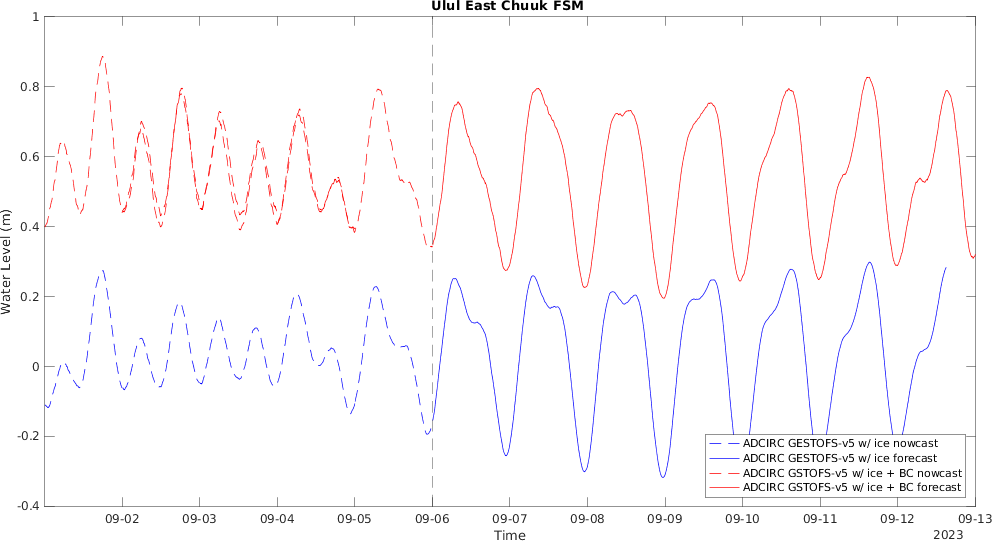 Ulul East Chuuk FSM
1
0.8
0.6
0.4
0.2
0
-0.2
-0.4
Water Level (m)
ADCIRC GESTOFS-v5 w/ ice nowcast
ADCIRC GESTOFS-v5 w/ ice forecast
ADCIRC GSTOFS-v5 w/ ice + BC nowcast
ADCIRC GSTOFS-v5 w/ ice + BC forecast
09-02 09-03 09-04 09-05 09-06 09-07 09-08 09-09 09-10 09-11 09-12 09-13
Time
2023